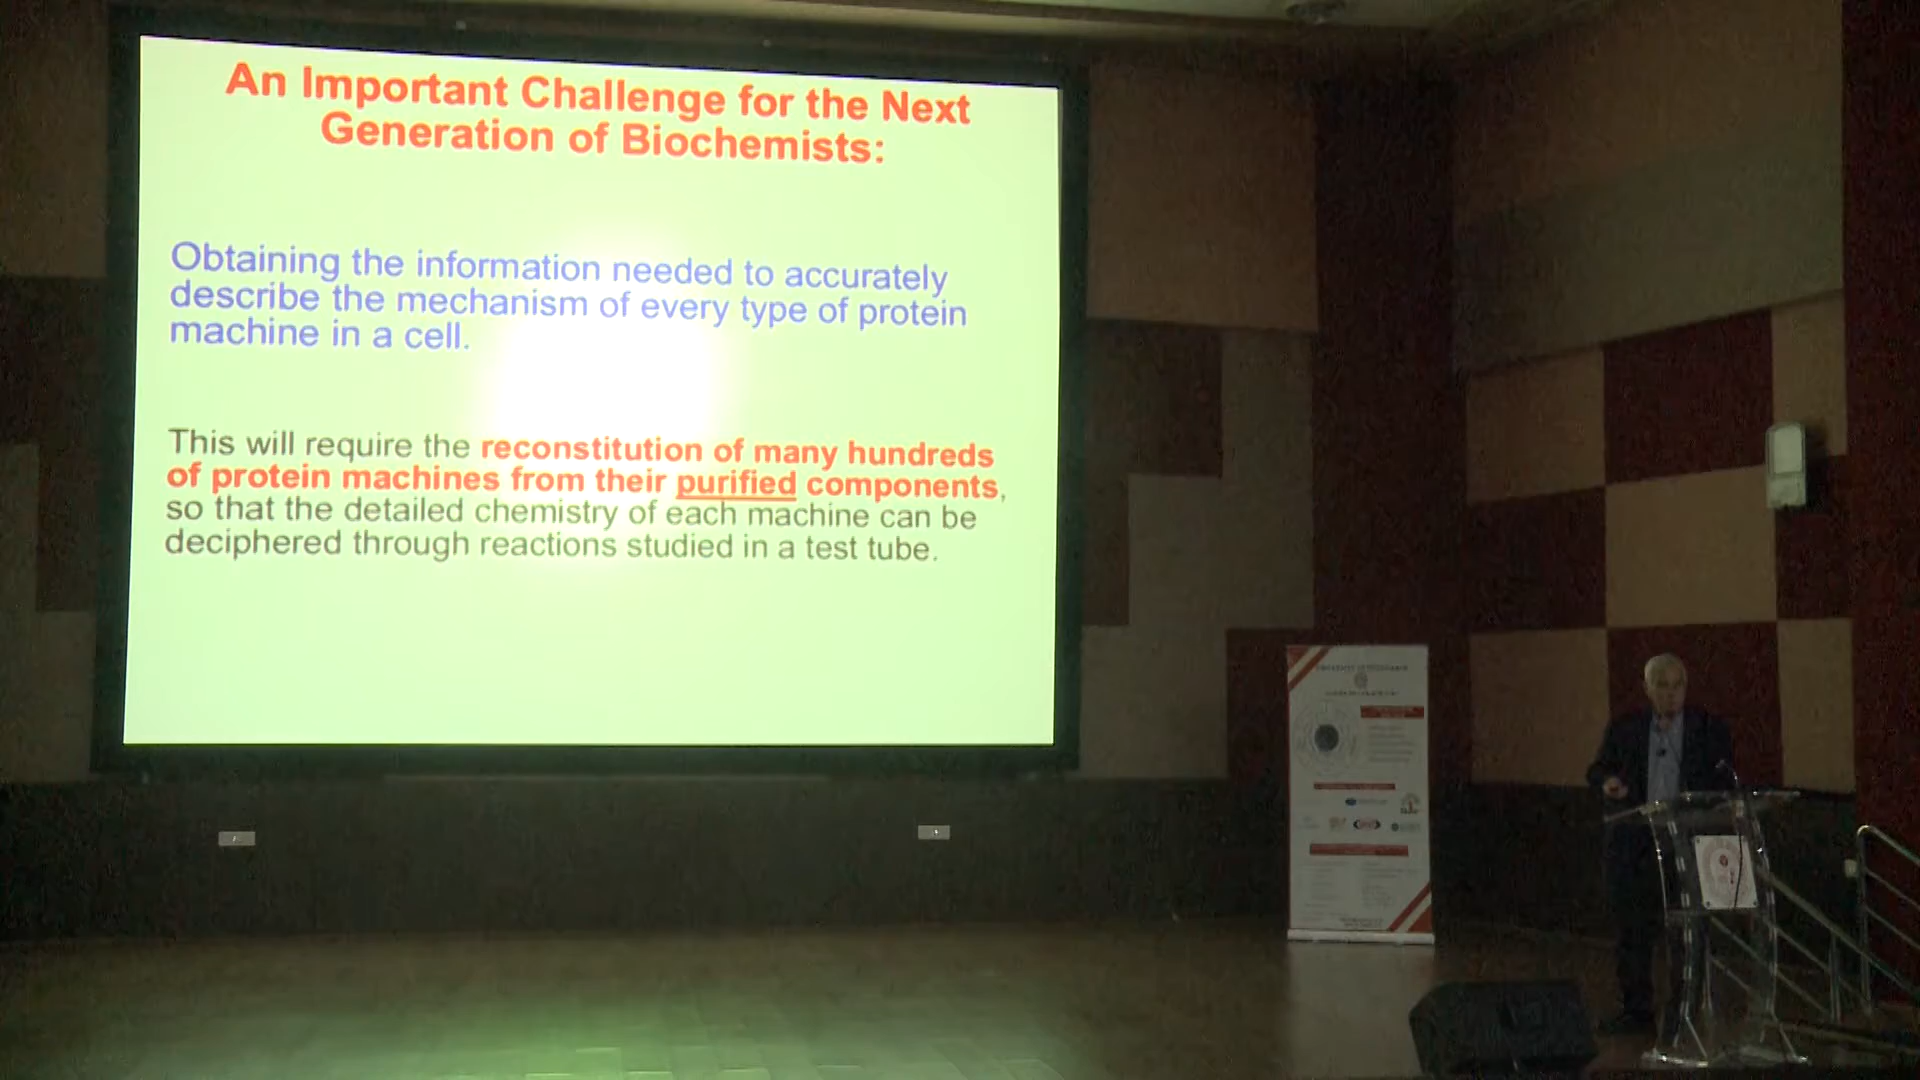 An Important Challenge for the Next
Generation of Biochemists:
Obtaining the information needed to accurately
describe the mechanism of every type of protein
machine in a cell.
This will require the reconstitution of many hundreds
of protein machines from their purified components,
so that the detailed chemistry of each machine can be
deciphered through reactions studied in a test tube.